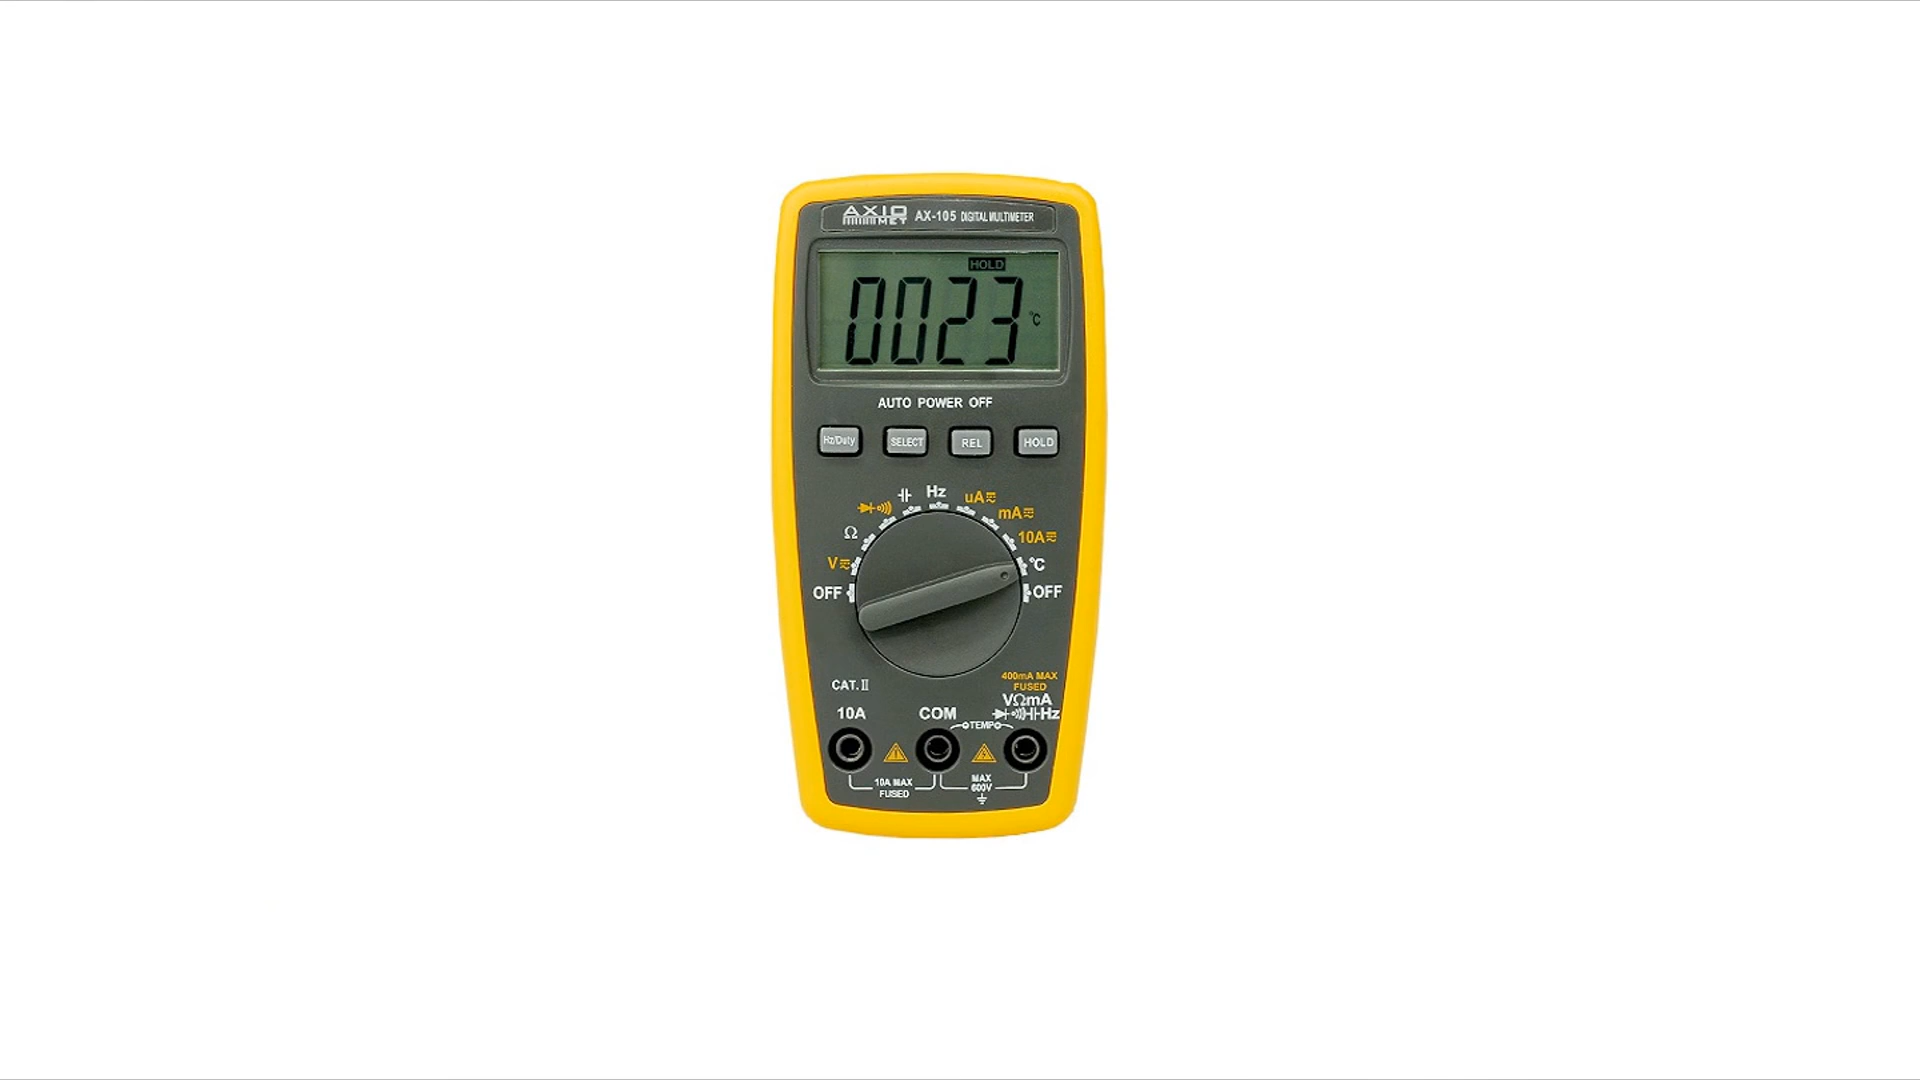 AXIO MET AX-105 DIGITAL MULTIMETER
HOLD
0023 °C
AUTO POWER OFF
Hz/Duty SELECT REL HOLD
Hz uA
mA
Ω 10A
V °C
OFF OFF
400mA MAX
FUSED
CAT. II VΩmA
10A COM Hz
TEMP
10A MAX MAX
FUSED 600V